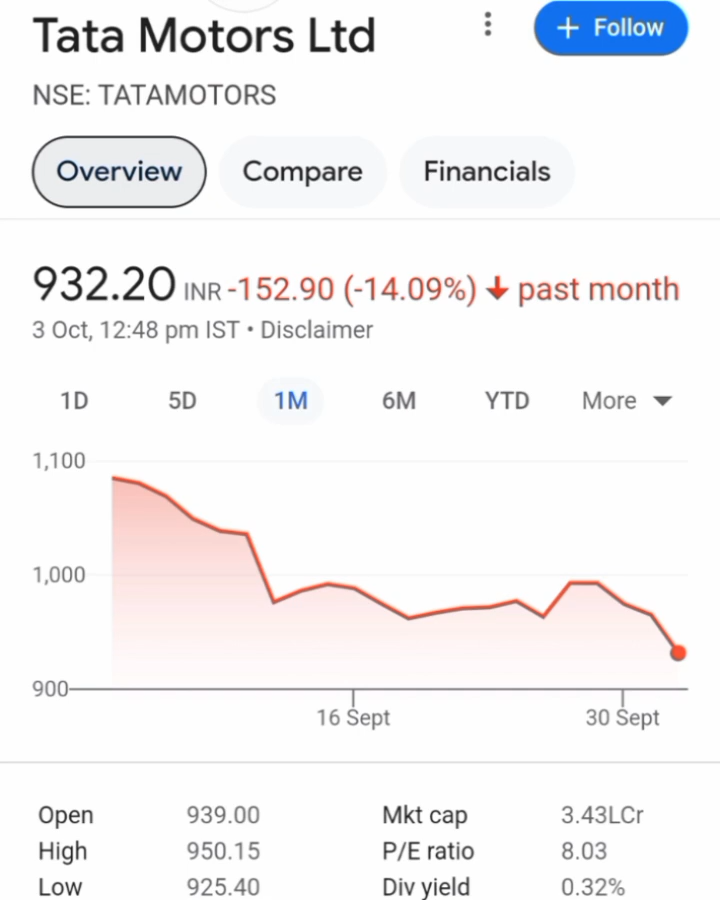 Tata Motors Ltd
+ Follow
NSE: TATAMOTORS
Overview Compare Financials
932.20 INR -152.90 (-14.09%) ↓ past month
3 Oct, 12:48 pm IST • Disclaimer
1D 5D 1M 6M YTD More
1,100
1,000
900
16 Sept 30 Sept
Open 939.00 Mkt cap 3.43LCr
High 950.15 P/E ratio 8.03
Low 925.40 Div yield 0.32%